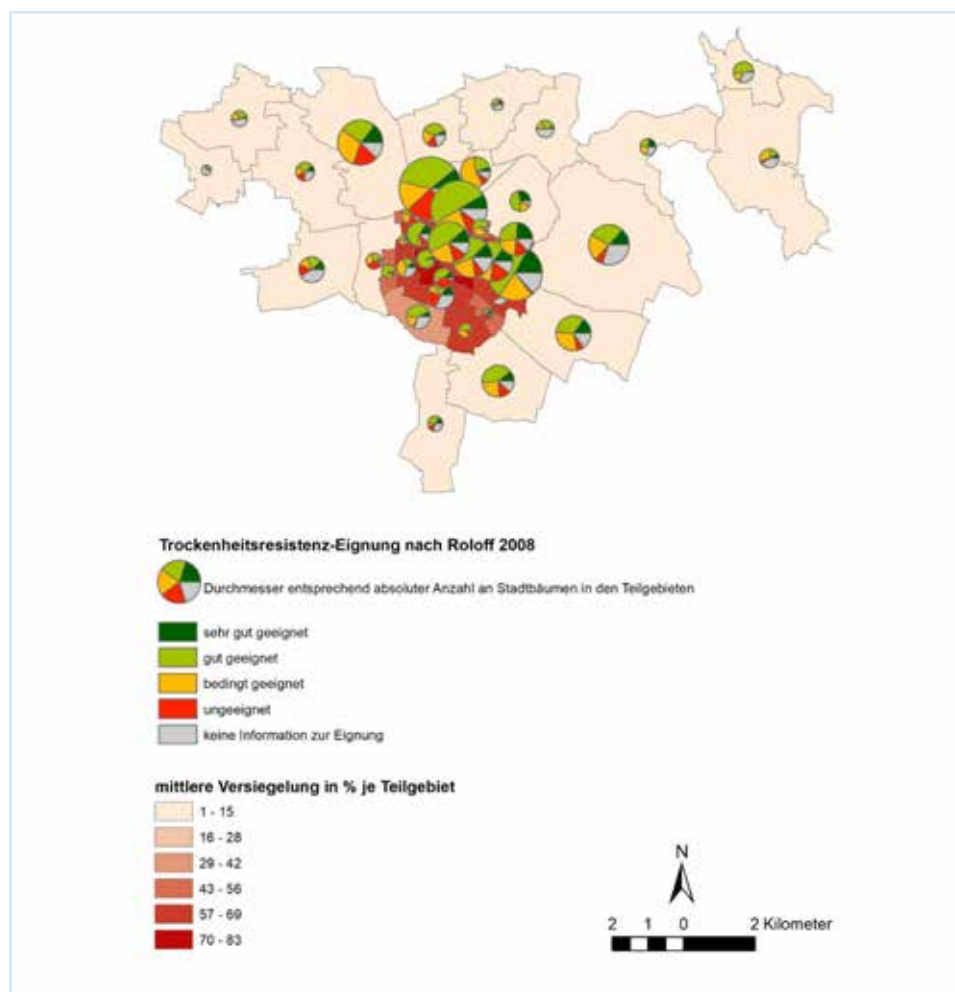 Trockenheitsresistenz-Eignung nach Roloff 2008
Durchmesser entsprechend absoluter Anzahl an Stadtbäumen in den Teilgebieten
sehr gut geeignet
gut geeignet
bedingt geeignet
ungeeignet
keine Information zur Eignung
mittlere Versiegelung in % je Teilgebiet
1 - 15
16 - 28
29 - 42
43 - 56
57 - 69
70 - 83
N
2 1 0 2 Kilometer